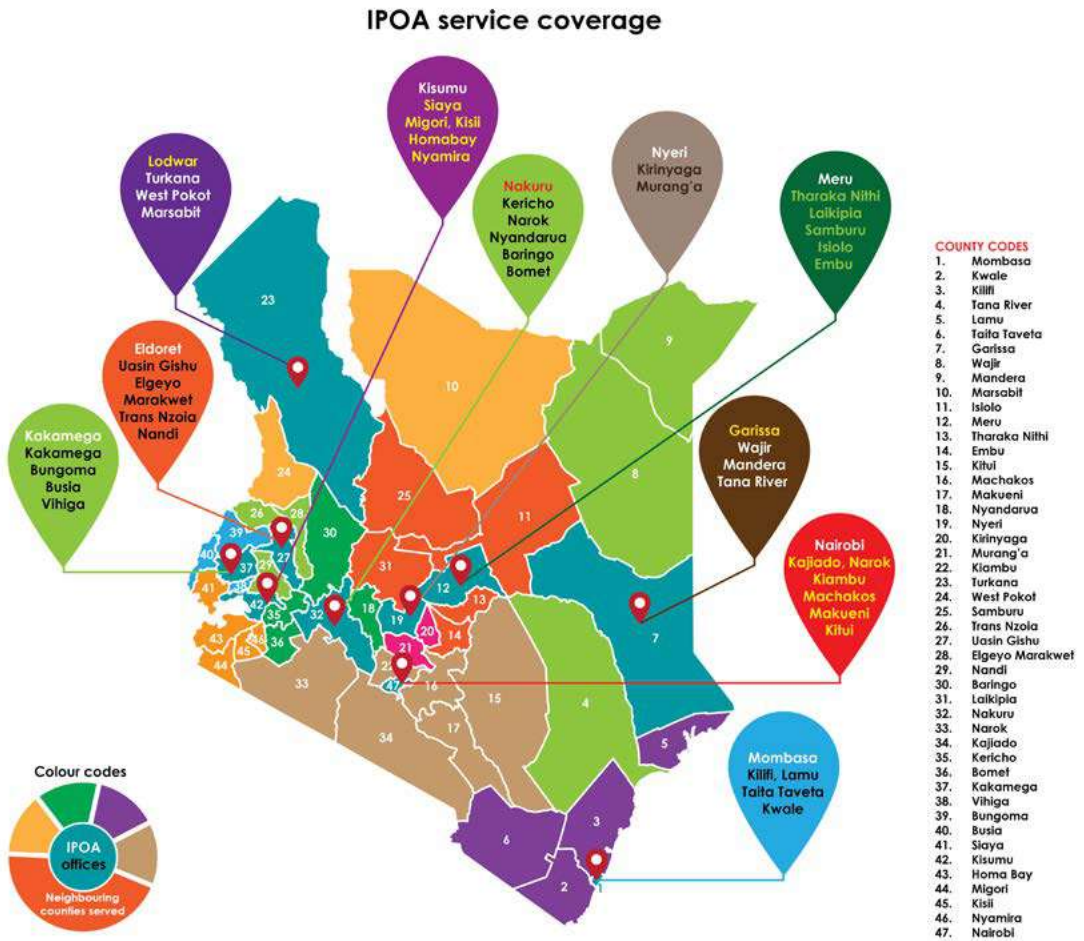 IPOA service coverage
Kisumu
Siaya
Migori, Kisii
Homabay
Nyamira
Lodwar
Turkana
West Pokot
Marsabit
Nakuru
Kericho
Narok
Nyandarua
Baringo
Bomet
Nyeri
Kirinyaga
Murang'a
Meru
Tharaka Nithi
Laikipia
Samburu
Isiolo
Embu
Eldoret
Uasin Gishu
Elgeyo
Marakwet
Trans Nzoia
Nandi
Kakamega
Kakamega
Bungoma
Busia
Vihiga
Garissa
Wajir
Mandera
Tana River
Nairobi
Kajiado, Narok
Kiambu
Machakos
Makueni
Kitui
Mombasa
Kilifi, Lamu
Taita Taveta
Kwale
23
10
9
8
24
25
11
26
28
39
30
40
27
37
29
31
12
41
38
42
35
32
18
19
20
13
14
7
43
46
45
36
44
21
22
47
16
33
15
4
34
17
5
6
3
2
1
Colour codes
IPOA
offices
Neighbouring
counties served
COUNTY CODES
1. Mombasa
2. Kwale
3. Kilifi
4. Tana River
5. Lamu
6. Taita Taveta
7. Garissa
8. Wajir
9. Mandera
10. Marsabit
11. Isiolo
12. Meru
13. Tharaka Nithi
14. Embu
15. Kitui
16. Machakos
17. Makueni
18. Nyandarua
19. Nyeri
20. Kirinyaga
21. Murang'a
22. Kiambu
23. Turkana
24. West Pokot
25. Samburu
26. Trans Nzoia
27. Uasin Gishu
28. Elgeyo Marakwet
29. Nandi
30. Baringo
31. Laikipia
32. Nakuru
33. Narok
34. Kajiado
35. Kericho
36. Bomet
37. Kakamega
38. Vihiga
39. Bungoma
40. Busia
41. Siaya
42. Kisumu
43. Homa Bay
44. Migori
45. Kisii
46. Nyamira
47. Nairobi